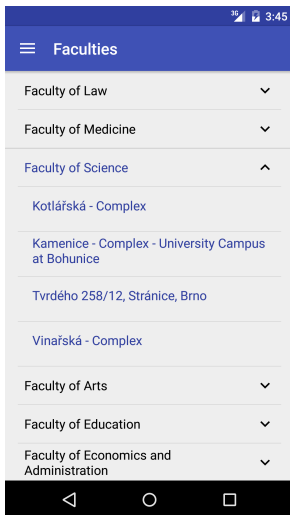 3G 3:45
Faculties
Faculty of Law
Faculty of Medicine
Faculty of Science
Kotlářská - Complex
Kamenice - Complex - University Campus
at Bohunice
Tvrdého 258/12, Stránice, Brno
Vinařská - Complex
Faculty of Arts
Faculty of Education
Faculty of Economics and
Administration